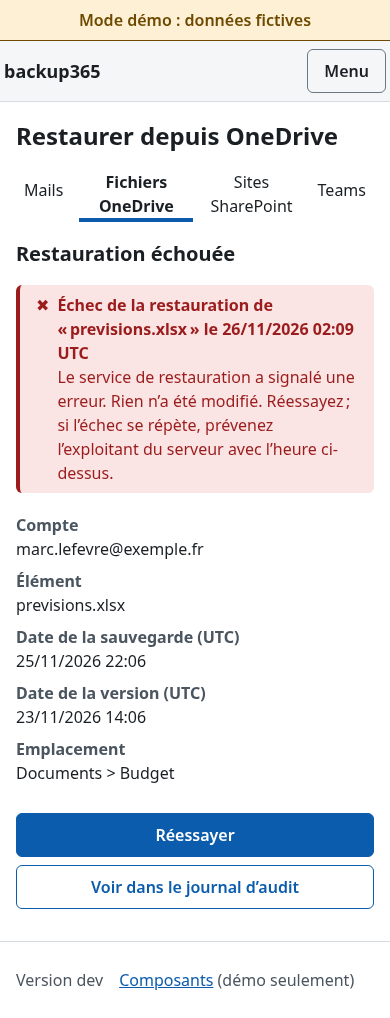 Mode démo : données fictives
backup365
Menu
Restaurer depuis OneDrive
Mails
Fichiers
OneDrive
Sites
SharePoint
Teams
Restauration échouée
✖ Échec de la restauration de
« previsions.xlsx » le 26/11/2026 02:09
UTC
Le service de restauration a signalé une
erreur. Rien n’a été modifié. Réessayez ;
si l’échec se répète, prévenez
l’exploitant du serveur avec l’heure ci-
dessus.
Compte
marc.lefevre@exemple.fr
Élément
previsions.xlsx
Date de la sauvegarde (UTC)
25/11/2026 22:06
Date de la version (UTC)
23/11/2026 14:06
Emplacement
Documents > Budget
Réessayer
Voir dans le journal d’audit
Version dev Composants (démo seulement)